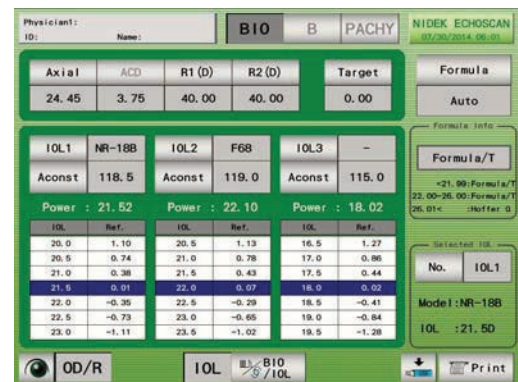 Physician1:
ID: Name:
BIO B PACHY
NIDEK ECHOSCAN
07/30/2014 06:01
Axial ACD R1 (D) R2 (D) Target
24.45 3.75 40.00 40.00 0.00
Formula
Auto
Formula Info
Formula/T
<21.99:Formula/T
22.00-26.00:Formula/T
26.01< :Hoffer Q
IOL1 NR-18B IOL2 F68 IOL3 -
Aconst 118.5 Aconst 119.0 Aconst 115.0
Power : 21.52 Power : 22.10 Power : 18.02
IOL Ref. IOL Ref. IOL Ref.
20.0 1.10 20.5 1.13 16.5 1.27
20.5 0.74 21.0 0.78 17.0 0.86
21.0 0.38 21.5 0.43 17.5 0.44
21.5 0.01 22.0 0.07 18.0 0.02
22.0 -0.35 22.5 -0.29 18.5 -0.41
22.5 -0.73 23.0 -0.65 19.0 -0.84
23.0 -1.11 23.5 -1.02 19.5 -1.28
Selected IOL
No. IOL1
Model:NR-18B
IOL :21.5D
OD/R IOL BIO/IOL Print